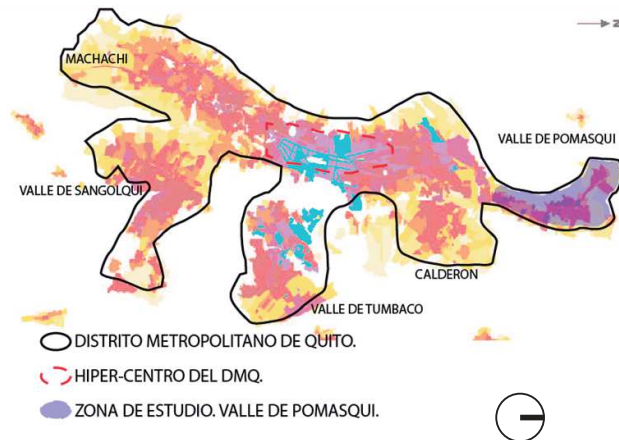 N
MACHACHI
VALLE DE POMASQUI
VALLE DE SANGOLQUI
CALDERON
VALLE DE TUMBACO
DISTRITO METROPOLITANO DE QUITO.
HIPER-CENTRO DEL DMQ.
ZONA DE ESTUDIO. VALLE DE POMASQUI.